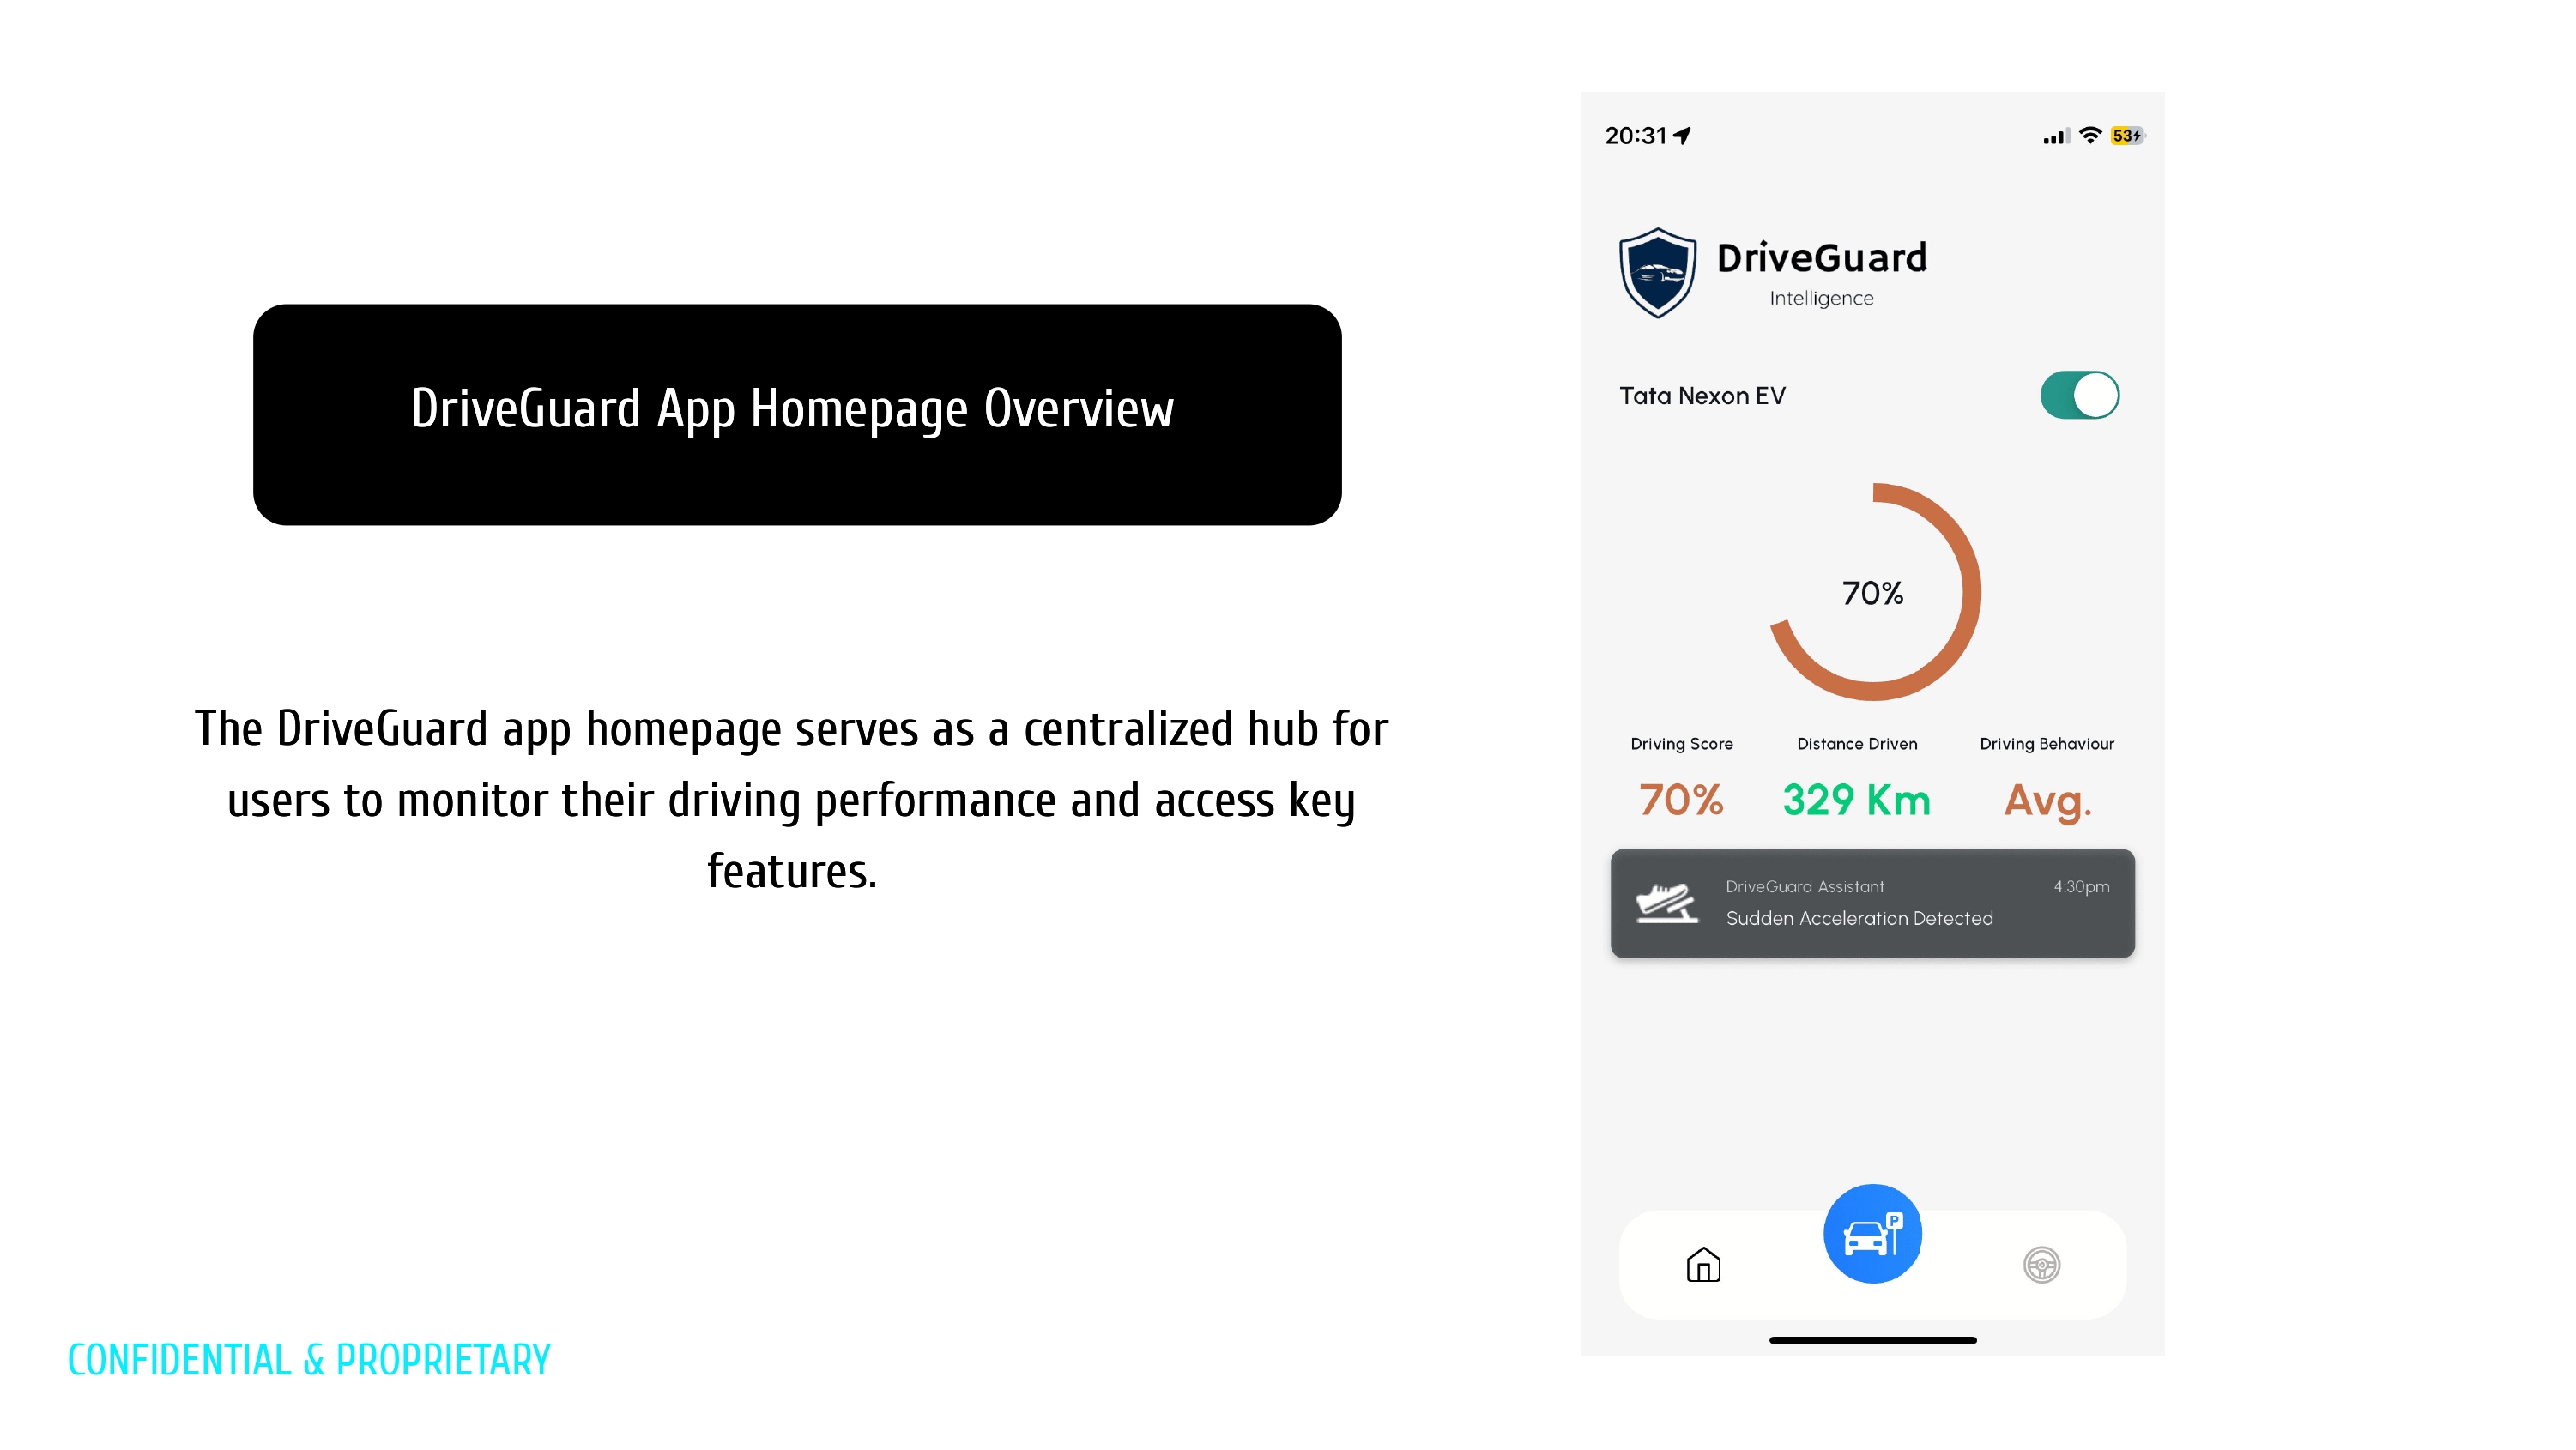 DriveGuard App Homepage Overview
The DriveGuard app homepage serves as a centralized hub for
users to monitor their driving performance and access key
features.
CONFIDENTIAL & PROPRIETARY
20:31
53
DriveGuard
Intelligence
Tata Nexon EV
70%
Driving Score Distance Driven Driving Behaviour
70% 329 Km Avg.
DriveGuard Assistant 4:30pm
Sudden Acceleration Detected
P